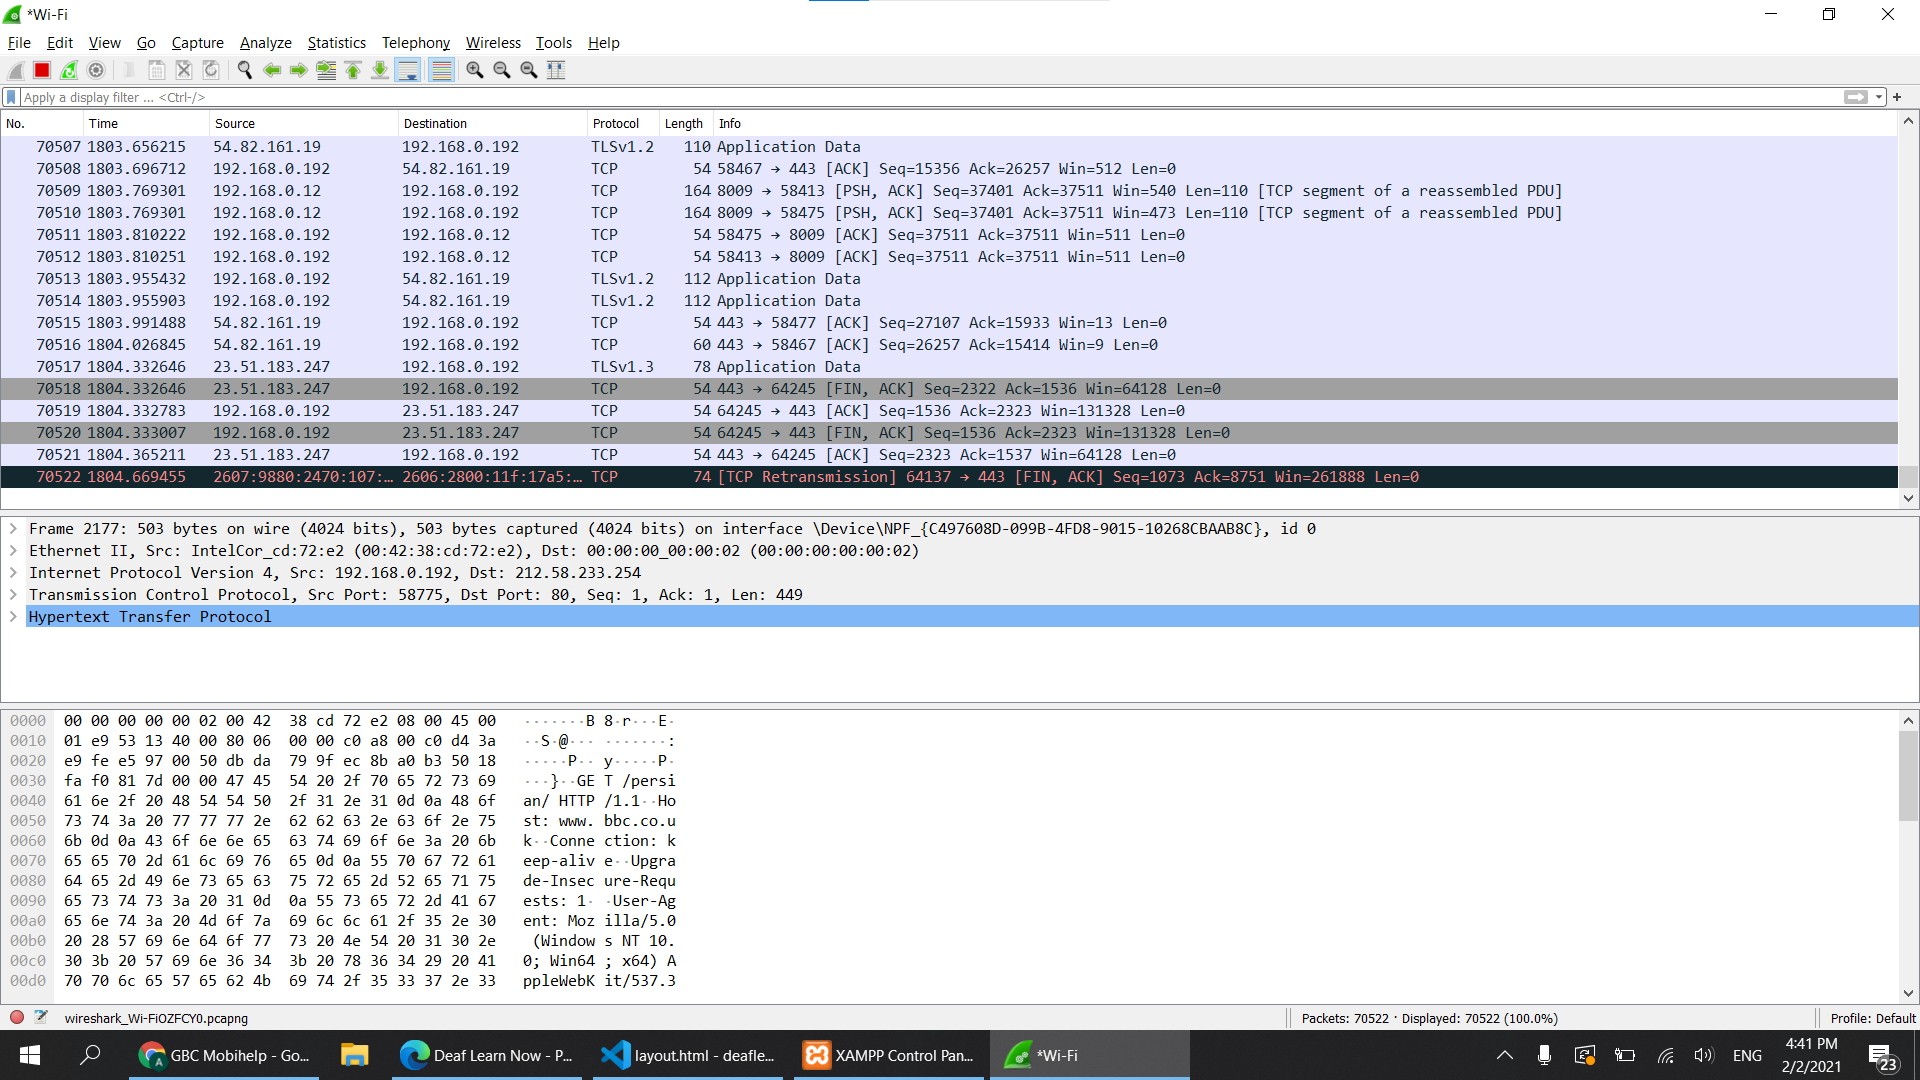 *Wi-Fi
File Edit View Go Capture Analyze Statistics Telephony Wireless Tools Help
Apply a display filter ... <Ctrl-/>
+
No. Time Source Destination Protocol Length Info
70507 1803.656215 54.82.161.19 192.168.0.192 TLSv1.2 110 Application Data
70508 1803.696712 192.168.0.192 54.82.161.19 TCP 54 58467 → 443 [ACK] Seq=15356 Ack=26257 Win=512 Len=0
70509 1803.769301 192.168.0.12 192.168.0.192 TCP 164 8009 → 58413 [PSH, ACK] Seq=37401 Ack=37511 Win=540 Len=110 [TCP segment of a reassembled PDU]
70510 1803.769301 192.168.0.12 192.168.0.192 TCP 164 8009 → 58475 [PSH, ACK] Seq=37401 Ack=37511 Win=473 Len=110 [TCP segment of a reassembled PDU]
70511 1803.810222 192.168.0.192 192.168.0.12 TCP 54 58475 → 8009 [ACK] Seq=37511 Ack=37511 Win=511 Len=0
70512 1803.810251 192.168.0.192 192.168.0.12 TCP 54 58413 → 8009 [ACK] Seq=37511 Ack=37511 Win=511 Len=0
70513 1803.955432 192.168.0.192 54.82.161.19 TLSv1.2 112 Application Data
70514 1803.955903 192.168.0.192 54.82.161.19 TLSv1.2 112 Application Data
70515 1803.991488 54.82.161.19 192.168.0.192 TCP 54 443 → 58477 [ACK] Seq=27107 Ack=15933 Win=13 Len=0
70516 1804.026845 54.82.161.19 192.168.0.192 TCP 60 443 → 58467 [ACK] Seq=26257 Ack=15414 Win=9 Len=0
70517 1804.332646 23.51.183.247 192.168.0.192 TLSv1.3 78 Application Data
70518 1804.332646 23.51.183.247 192.168.0.192 TCP 54 443 → 64245 [FIN, ACK] Seq=2322 Ack=1536 Win=64128 Len=0
70519 1804.332783 192.168.0.192 23.51.183.247 TCP 54 64245 → 443 [ACK] Seq=1536 Ack=2323 Win=131328 Len=0
70520 1804.333007 192.168.0.192 23.51.183.247 TCP 54 64245 → 443 [FIN, ACK] Seq=1536 Ack=2323 Win=131328 Len=0
70521 1804.365211 23.51.183.247 192.168.0.192 TCP 54 443 → 64245 [ACK] Seq=2323 Ack=1537 Win=64128 Len=0
70522 1804.669455 2607:9880:2470:107:… 2606:2800:11f:17a5:… TCP 74 [TCP Retransmission] 64137 → 443 [FIN, ACK] Seq=1073 Ack=8751 Win=261888 Len=0
Frame 2177: 503 bytes on wire (4024 bits), 503 bytes captured (4024 bits) on interface \Device\NPF_{C497608D-099B-4FD8-9015-10268CBAAB8C}, id 0
Ethernet II, Src: IntelCor_cd:72:e2 (00:42:38:cd:72:e2), Dst: 00:00:00_00:00:02 (00:00:00:00:00:02)
Internet Protocol Version 4, Src: 192.168.0.192, Dst: 212.58.233.254
Transmission Control Protocol, Src Port: 58775, Dst Port: 80, Seq: 1, Ack: 1, Len: 449
Hypertext Transfer Protocol
0000 00 00 00 00 00 02 00 42 38 cd 72 e2 08 00 45 00 ·······B 8·r···E·
0010 01 e9 53 13 40 00 80 06 00 00 c0 a8 00 c0 d4 3a ··S·@··· ·······:
0020 e9 fe e5 97 00 50 db da 79 9f ec 8b a0 b3 50 18 ·····P·· y·····P·
0030 fa f0 81 7d 00 00 47 45 54 20 2f 70 65 72 73 69 ···}··GE T /persi
0040 61 6e 2f 20 48 54 54 50 2f 31 2e 31 0d 0a 48 6f an/ HTTP /1.1··Ho
0050 73 74 3a 20 77 77 77 2e 62 62 63 2e 63 6f 2e 75 st: www. bbc.co.u
0060 6b 0d 0a 43 6f 6e 6e 65 63 74 69 6f 6e 3a 20 6b k··Conne ction: k
0070 65 65 70 2d 61 6c 69 76 65 0d 0a 55 70 67 72 61 eep-aliv e··Upgra
0080 64 65 2d 49 6e 73 65 63 75 72 65 2d 52 65 71 75 de-Insec ure-Requ
0090 65 73 74 73 3a 20 31 0d 0a 55 73 65 72 2d 41 67 ests: 1· ·User-Ag
00a0 65 6e 74 3a 20 4d 6f 7a 69 6c 6c 61 2f 35 2e 30 ent: Moz illa/5.0
00b0 20 28 57 69 6e 64 6f 77 73 20 4e 54 20 31 30 2e (Window s NT 10.
00c0 30 3b 20 57 69 6e 36 34 3b 20 78 36 34 29 20 41 0; Win64 ; x64) A
00d0 70 70 6c 65 57 65 62 4b 69 74 2f 35 33 37 2e 33 ppleWebK it/537.3
wireshark_Wi-FiOZFCY0.pcapng Packets: 70522 · Displayed: 70522 (100.0%) Profile: Default
GBC Mobihelp - Go... Deaf Learn Now - P... layout.html - deafle... XAMPP Control Pan... *Wi-Fi ENG
4:41 PM
2/2/2021
23